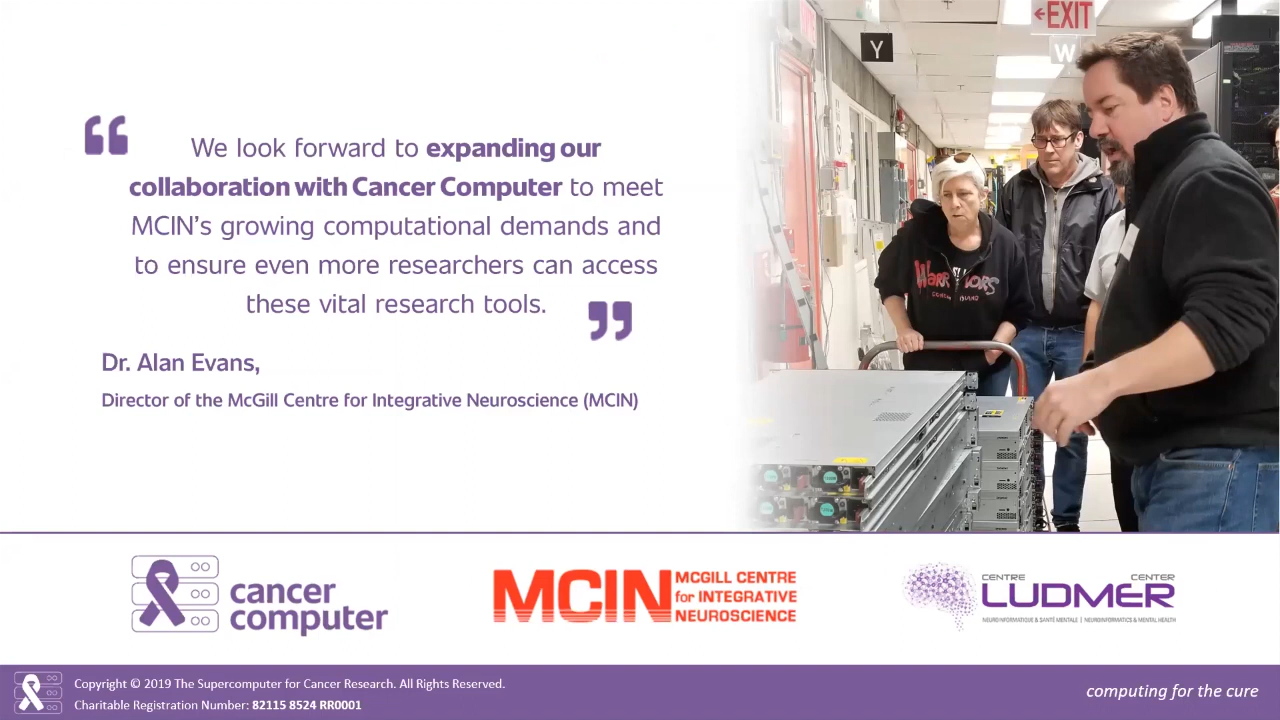 We look forward to expanding our
collaboration with Cancer Computer to meet
MCIN's growing computational demands and
to ensure even more researchers can access
these vital research tools.
Dr. Alan Evans,
Director of the McGill Centre for Integrative Neuroscience (MCIN)
←EXIT
Y
W
cancer
computer
MCIN
MCGILL CENTRE
for INTEGRATIVE
NEUROSCIENCE
CENTRE CENTER
LUDMER
NEUROINFORMATIQUE & SANTÉ MENTALE | NEUROINFORMATICS & MENTAL HEALTH
Copyright © 2019 The Supercomputer for Cancer Research. All Rights Reserved.
Charitable Registration Number: 82115 8524 RR0001
computing for the cure